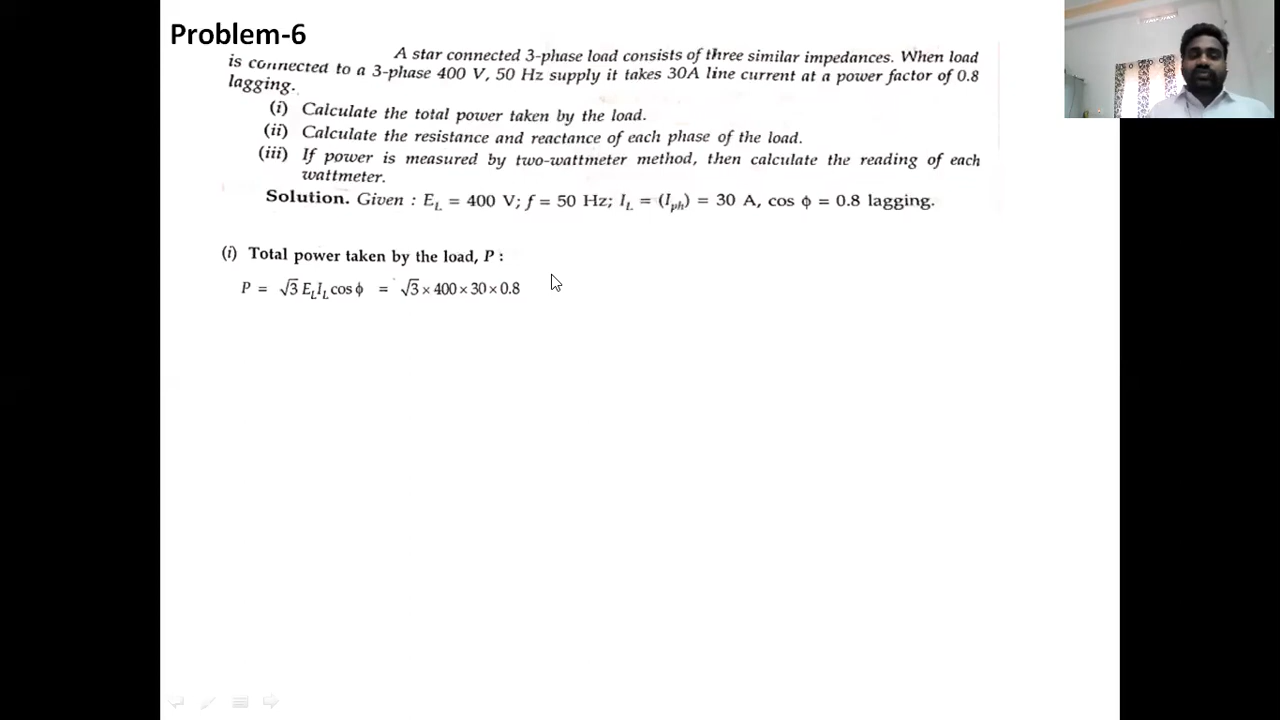 Problem-6
A star connected 3-phase load consists of three similar impedances. When load
is connected to a 3-phase 400 V, 50 Hz supply it takes 30A line current at a power factor of 0.8
lagging.
(i) Calculate the total power taken by the load.
(ii) Calculate the resistance and reactance of each phase of the load.
(iii) If power is measured by two-wattmeter method, then calculate the reading of each
wattmeter.
Solution. Given : E_L = 400 V; f = 50 Hz; I_L = (I_ph) = 30 A, cos ϕ = 0.8 lagging.
(i) Total power taken by the load, P :
P = √3 E_L I_L cos ϕ = √3 × 400 × 30 × 0.8